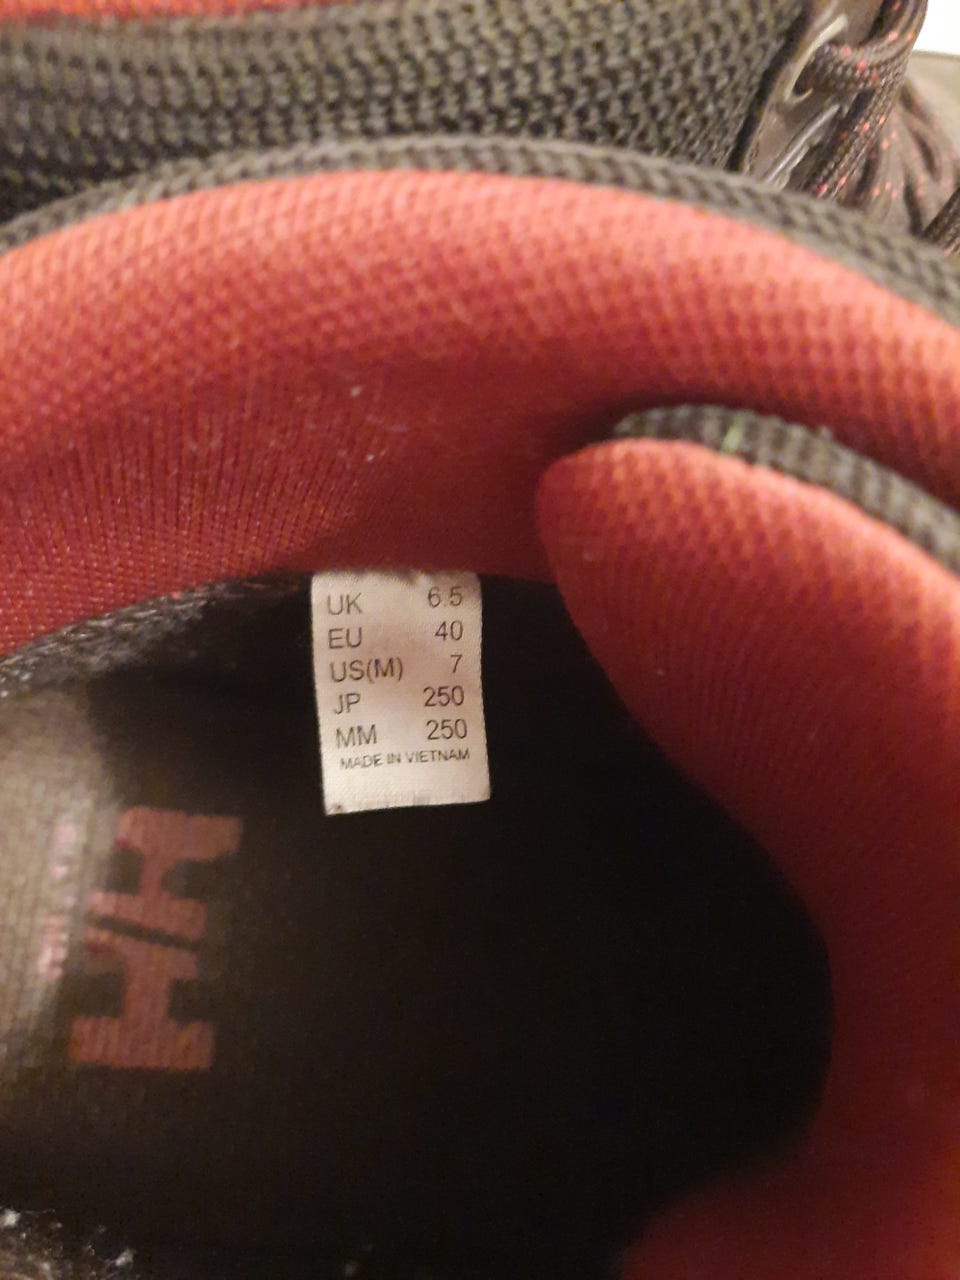 UK 6.5
EU 40
US(M) 7
JP 250
MM 250
MADE IN VIETNAM
HH